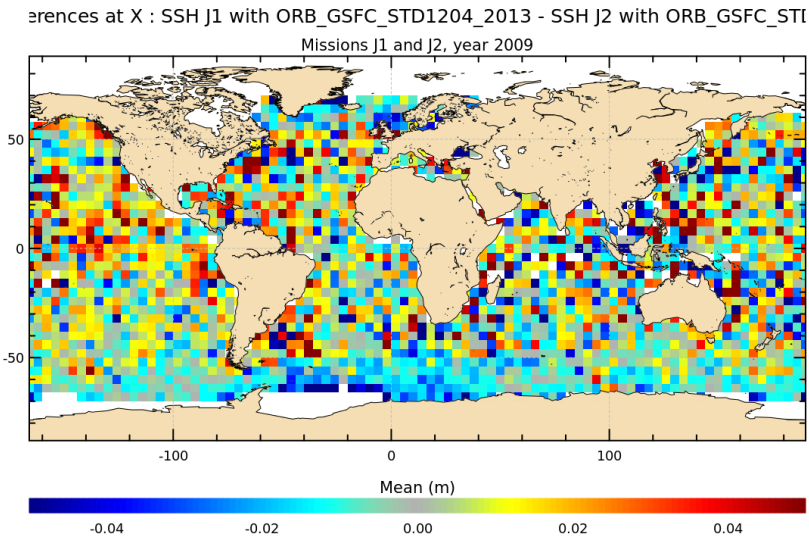 erences at X : SSH J1 with ORB_GSFC_STD1204_2013 - SSH J2 with ORB_GSFC_STI
Missions J1 and J2, year 2009
50
0
-50
-100 0 100
Mean (m)
-0.04 -0.02 0.00 0.02 0.04